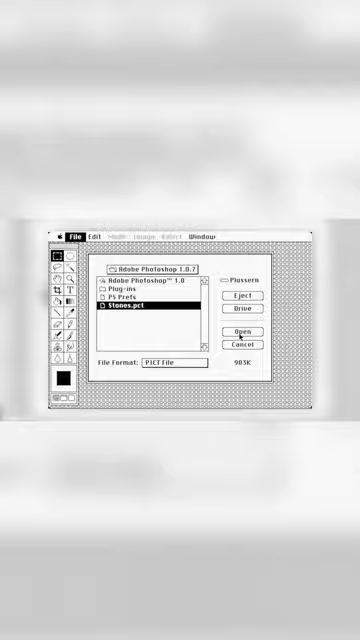 File Edit Mode Image Adjust Window
Adobe Photoshop 1.0.7
Adobe Photoshop™ 1.0
Plug-ins
PS Prefs
Stones.pct
Plussern
Eject
Drive
Open
Cancel
File Format: PICT File
903K